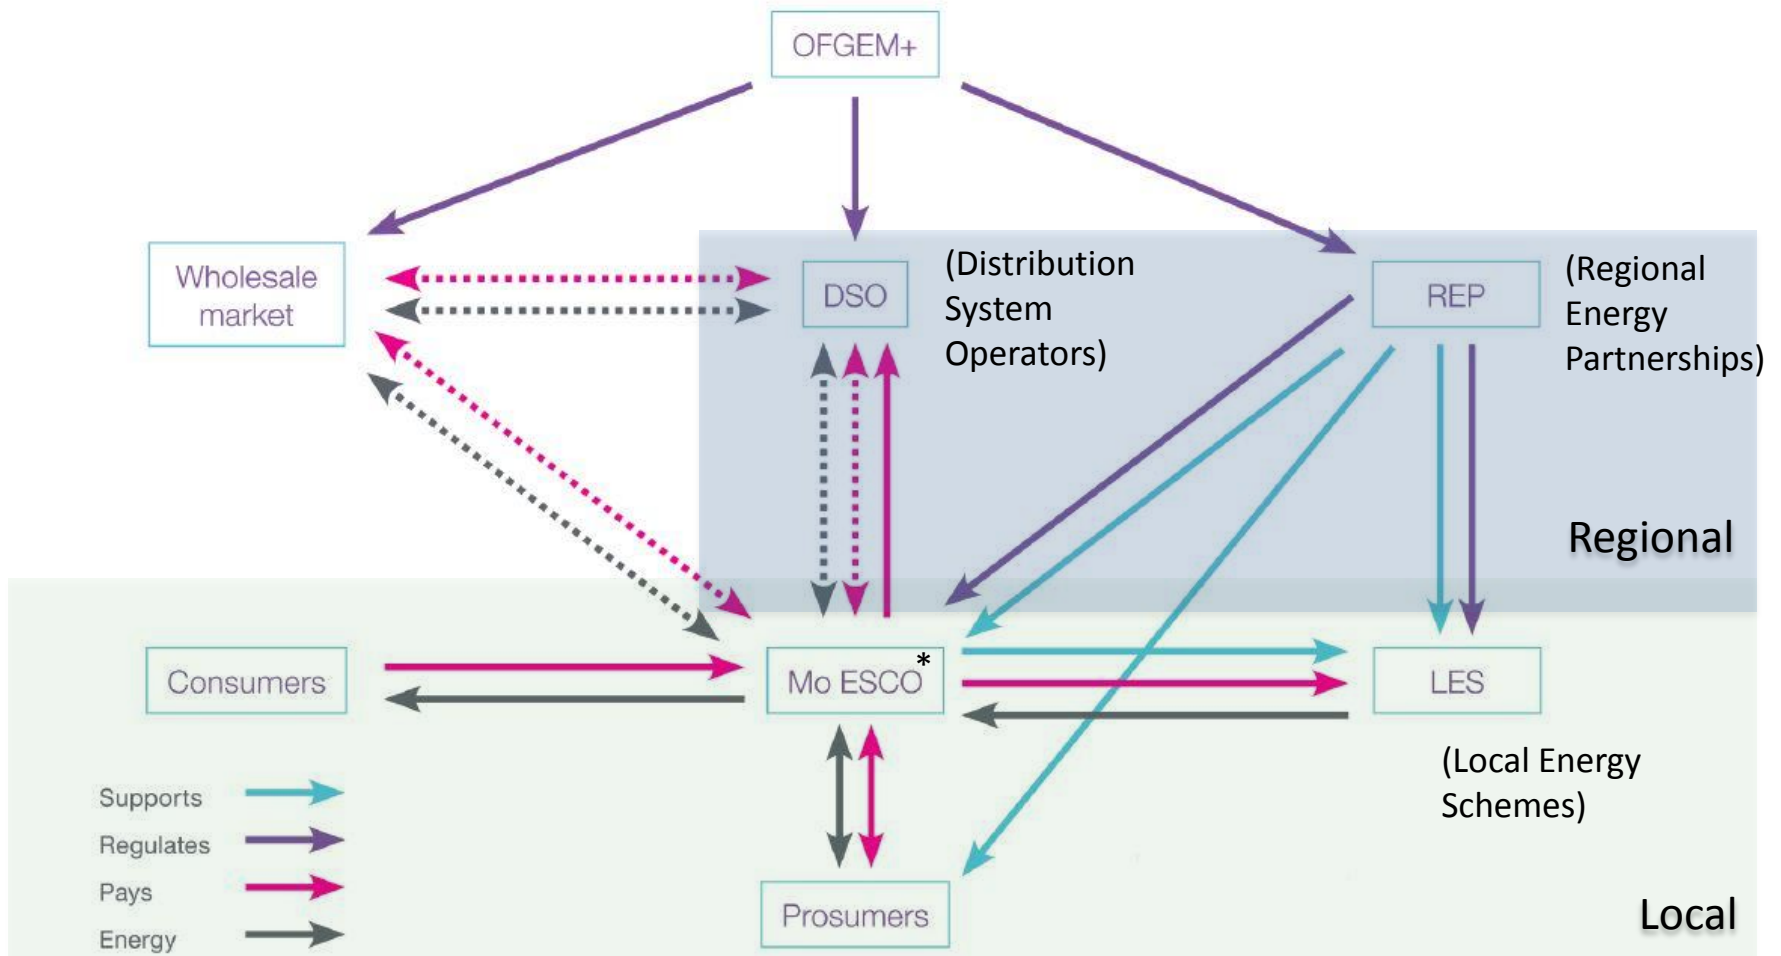 OFGEM+
Wholesale
market
DSO
(Distribution
System
Operators)
REP
(Regional
Energy
Partnerships)
Regional
Consumers
Mo ESCO*
LES
(Local Energy
Schemes)
Supports
Regulates
Pays
Energy
Prosumers
Local